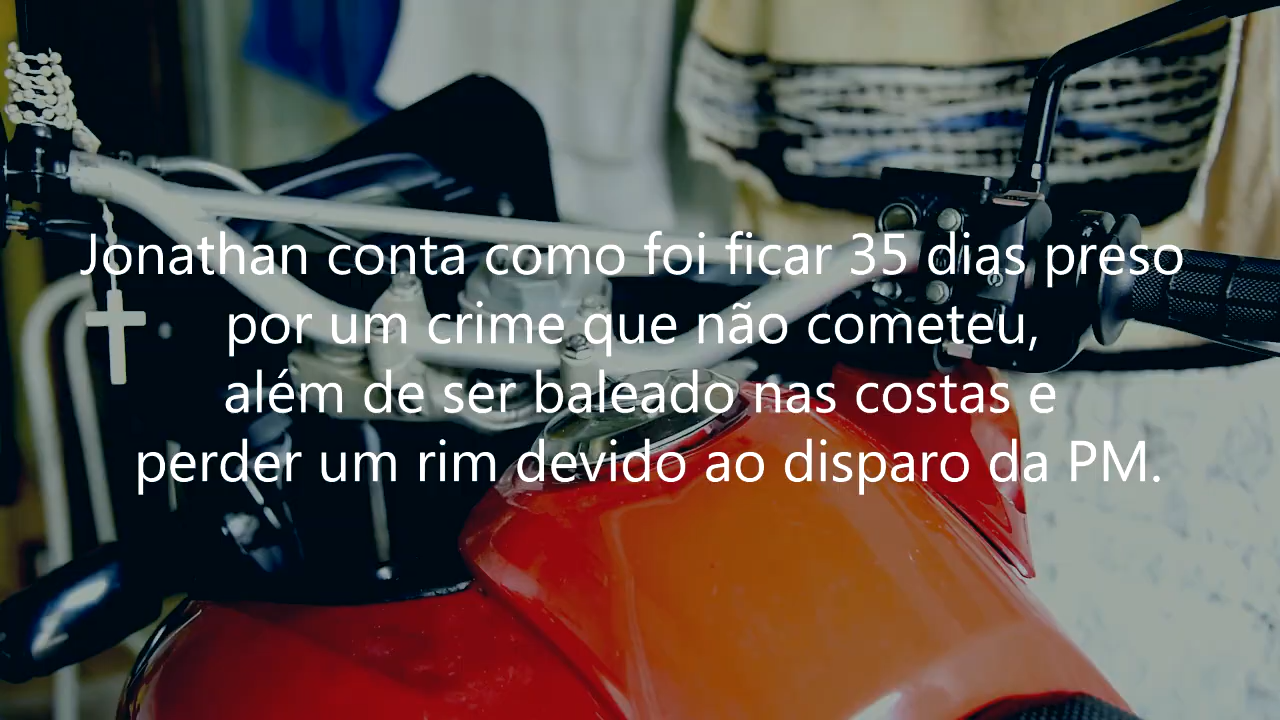 Jonathan conta como foi ficar 35 dias preso
por um crime que não cometeu,
além de ser baleado nas costas e
perder um rim devido ao disparo da PM.